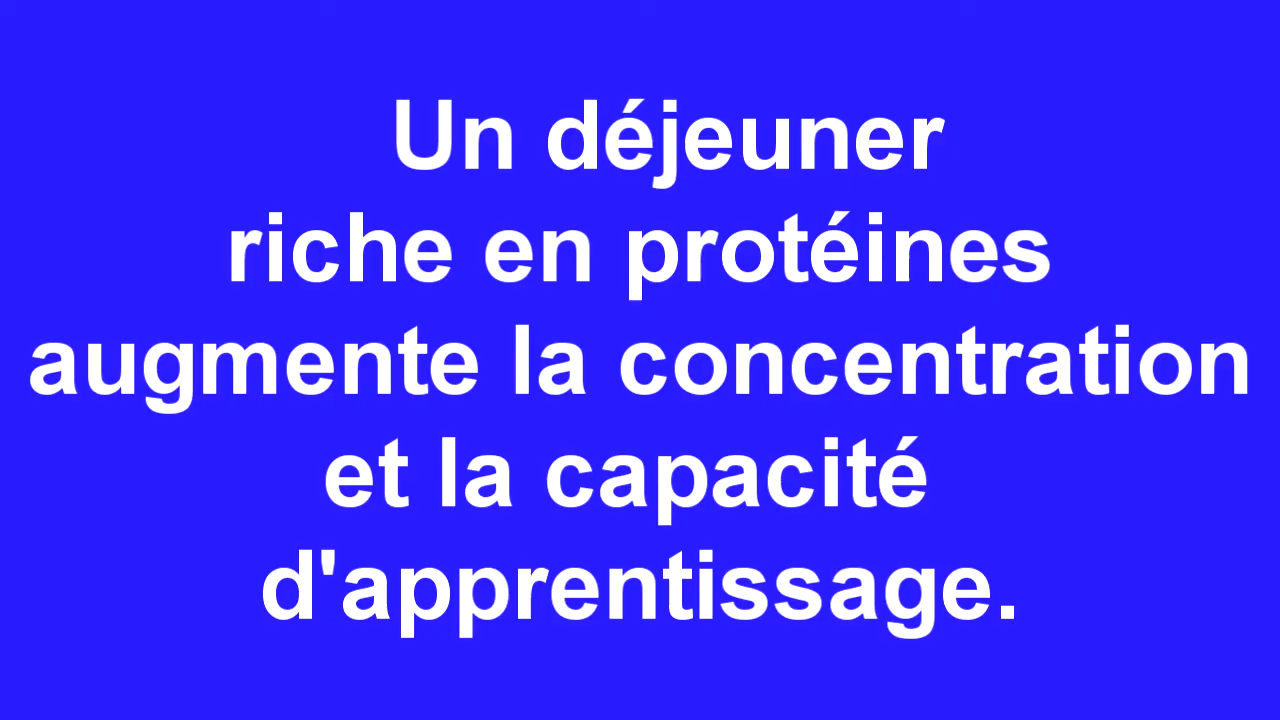 Un déjeuner
riche en protéines
augmente la concentration
et la capacité
d'apprentissage.